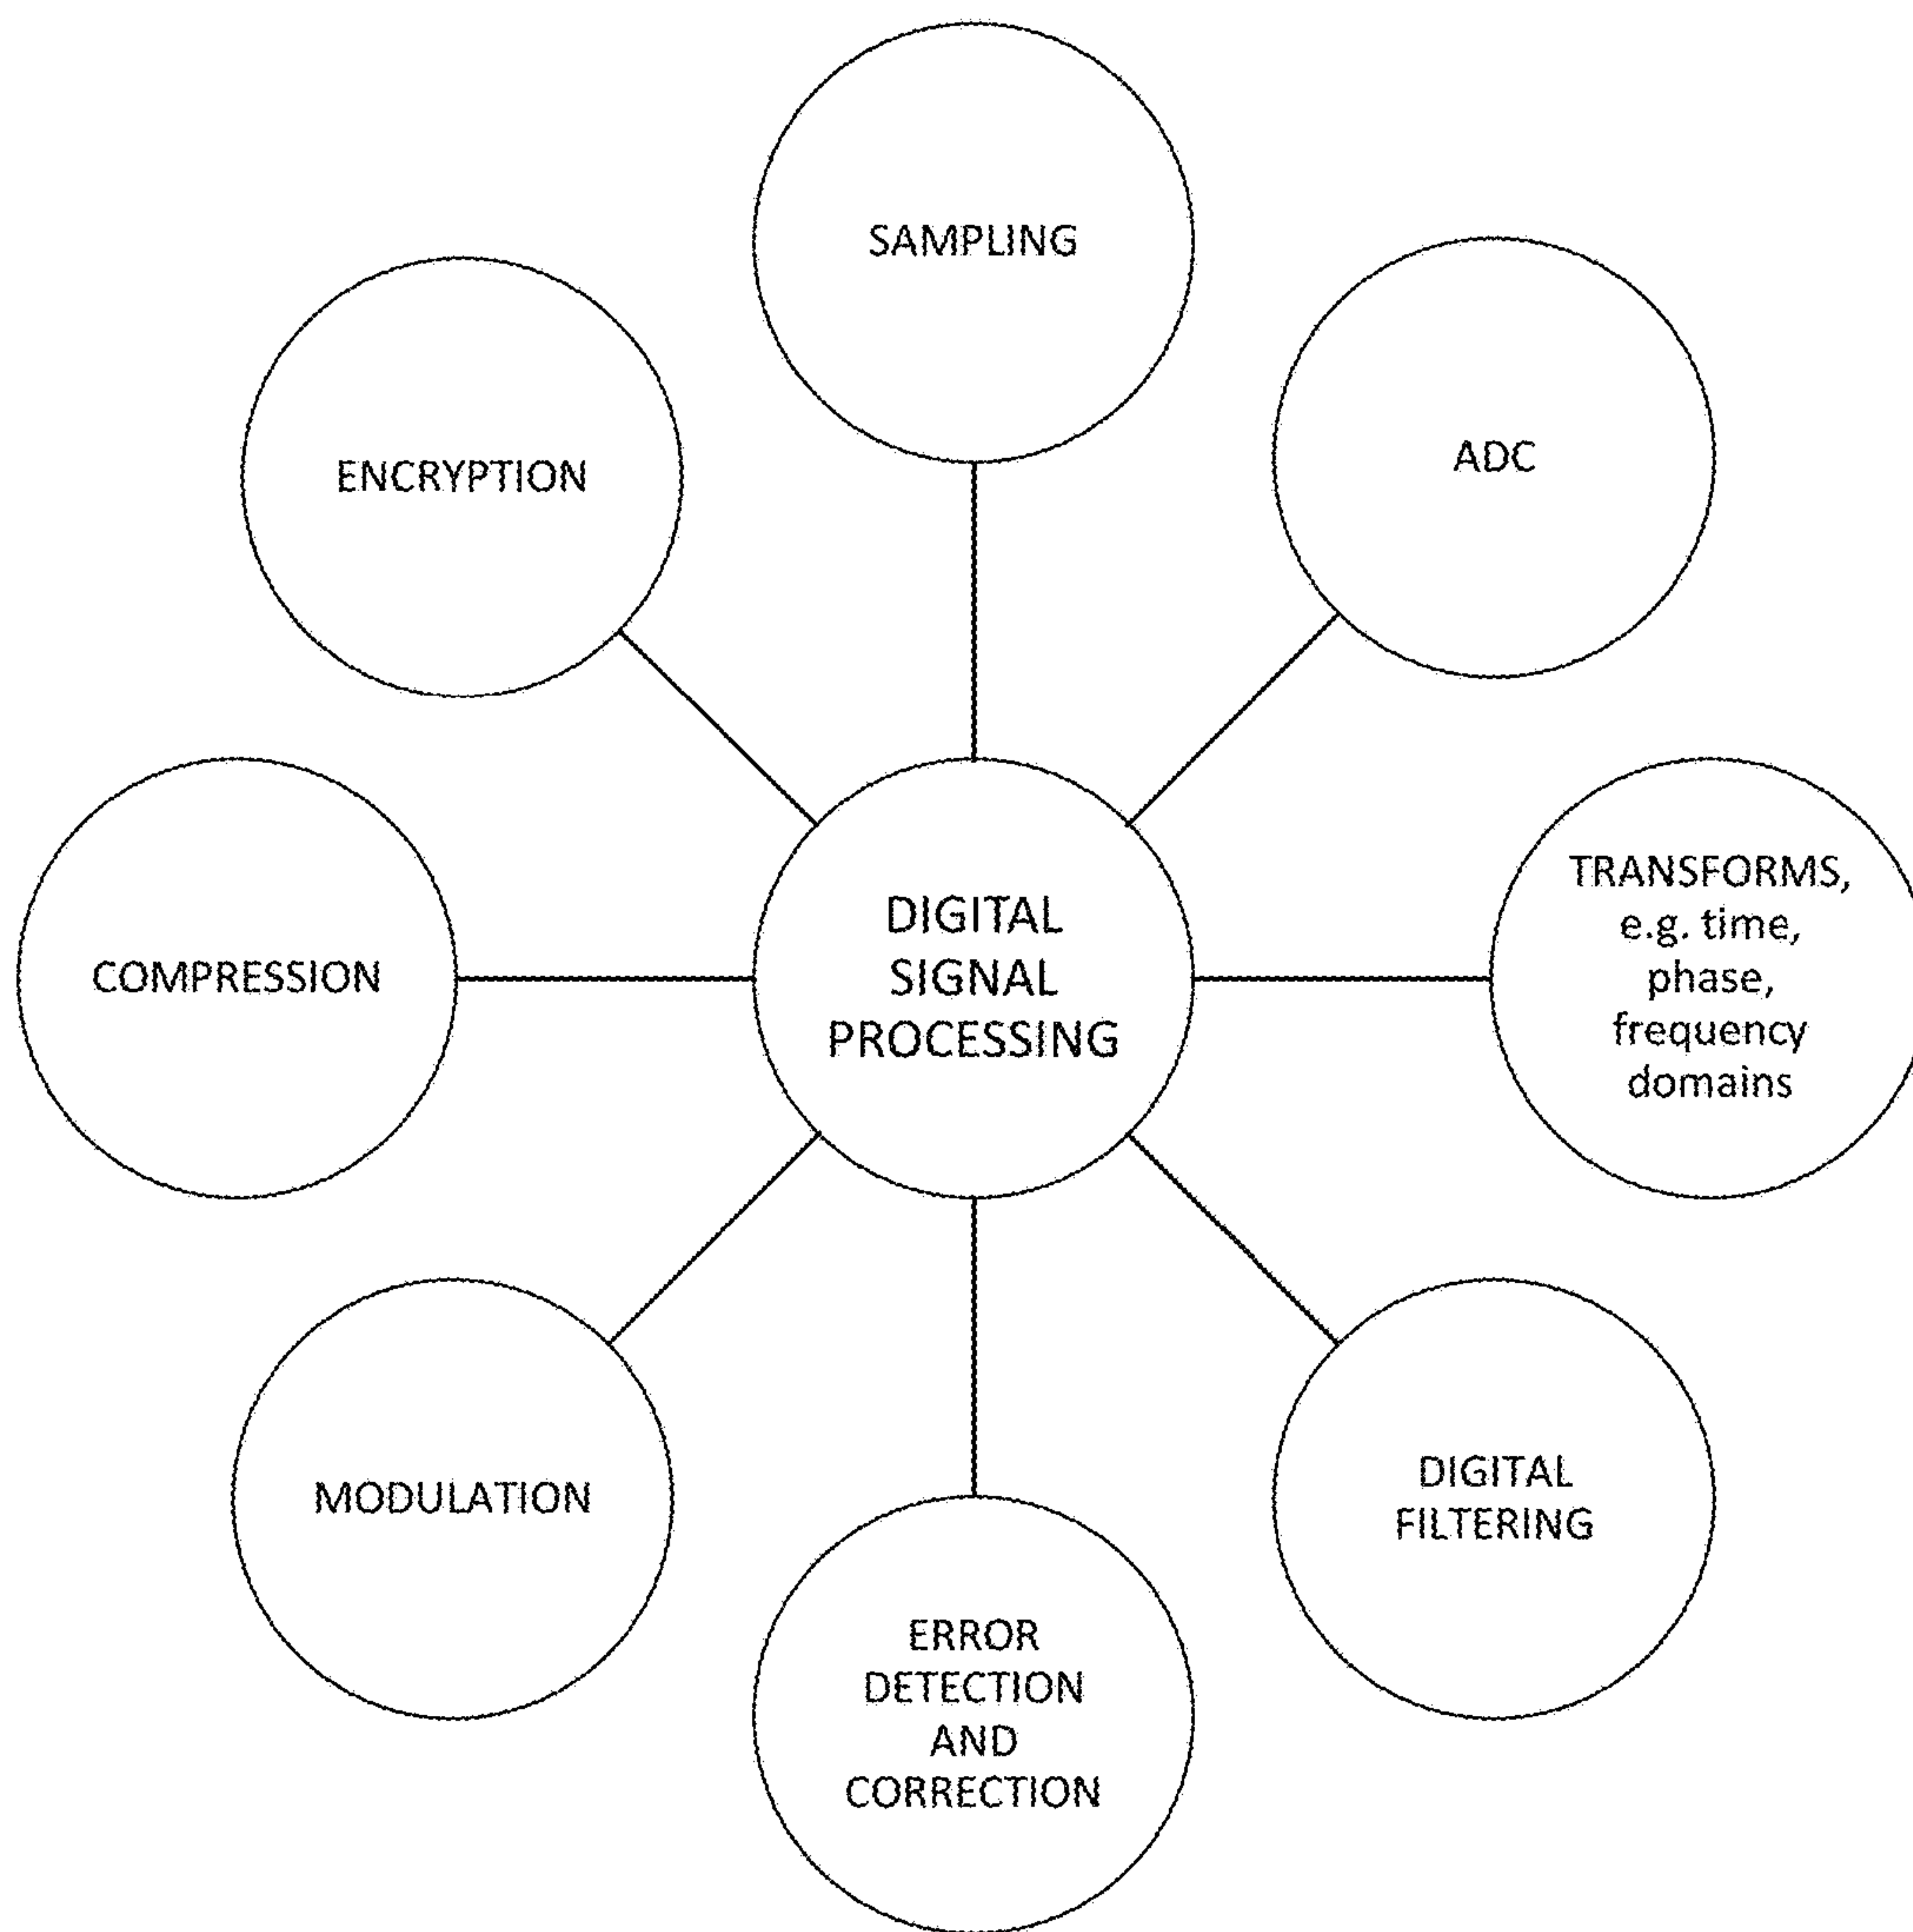 SAMPLING
ENCRYPTION
ADC
COMPRESSION
DIGITAL
SIGNAL
PROCESSING
TRANSFORMS,
e.g. time,
phase,
frequency
domains
MODULATION
DIGITAL
FILTERING
ERROR
DETECTION
AND
CORRECTION